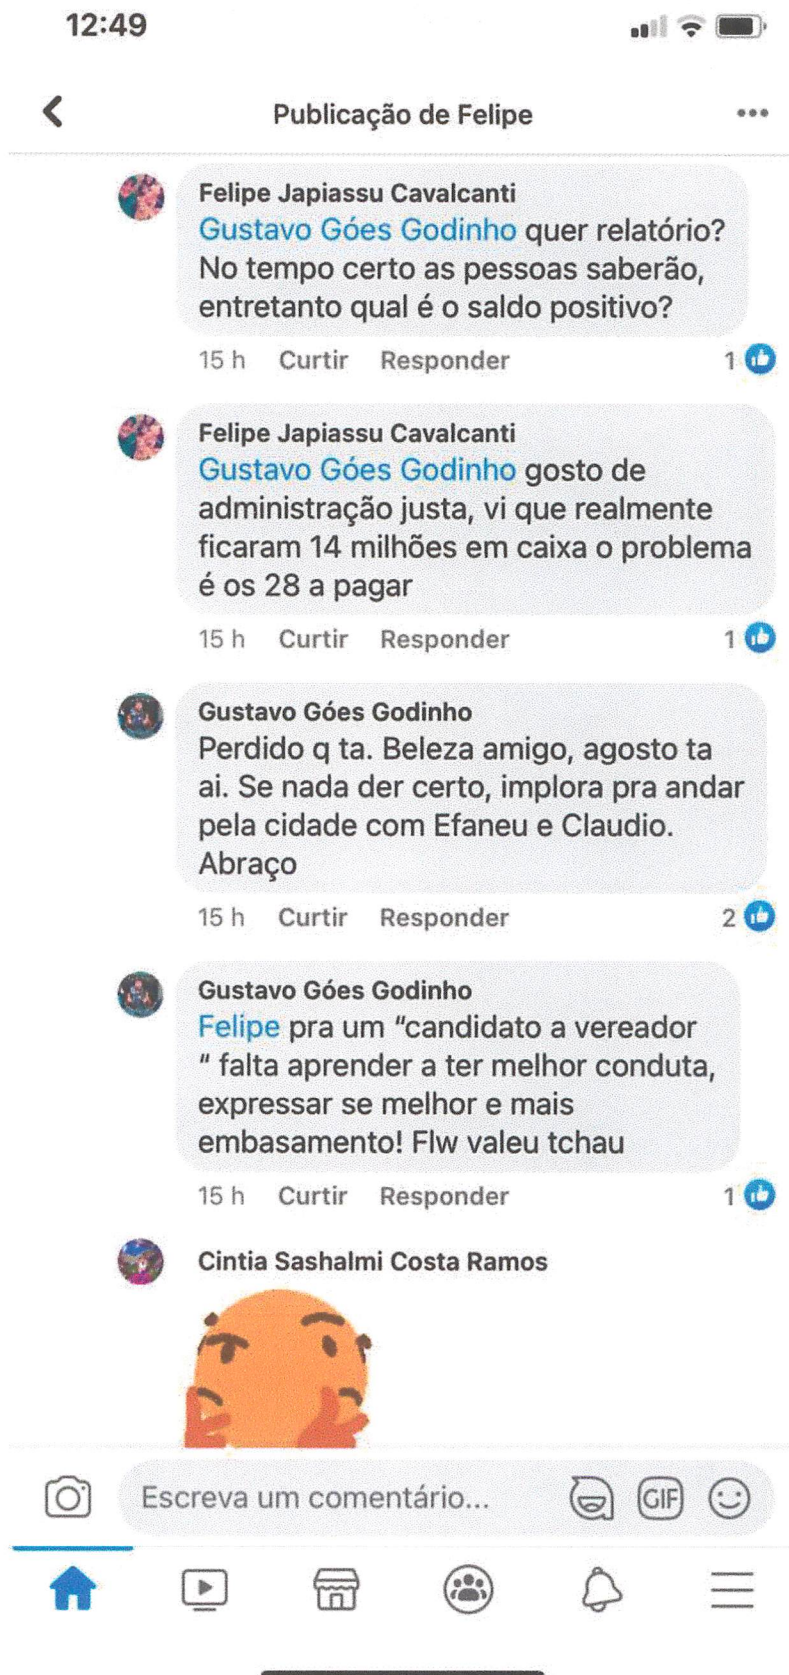 12:49
Publicação de Felipe
Felipe Japiassu Cavalcanti
Gustavo Góes Godinho quer relatório?
No tempo certo as pessoas saberão,
entretanto qual é o saldo positivo?
15 h Curtir Responder 1
Felipe Japiassu Cavalcanti
Gustavo Góes Godinho gosto de
administração justa, vi que realmente
ficaram 14 milhões em caixa o problema
é os 28 a pagar
15 h Curtir Responder 1
Gustavo Góes Godinho
Perdido q ta. Beleza amigo, agosto ta
ai. Se nada der certo, implora pra andar
pela cidade com Efaneu e Claudio.
Abraço
15 h Curtir Responder 2
Gustavo Góes Godinho
Felipe pra um “candidato a vereador
“ falta aprender a ter melhor conduta,
expressar se melhor e mais
embasamento! Flw valeu tchau
15 h Curtir Responder 1
Cintia Sashalmi Costa Ramos
Escreva um comentário... GIF